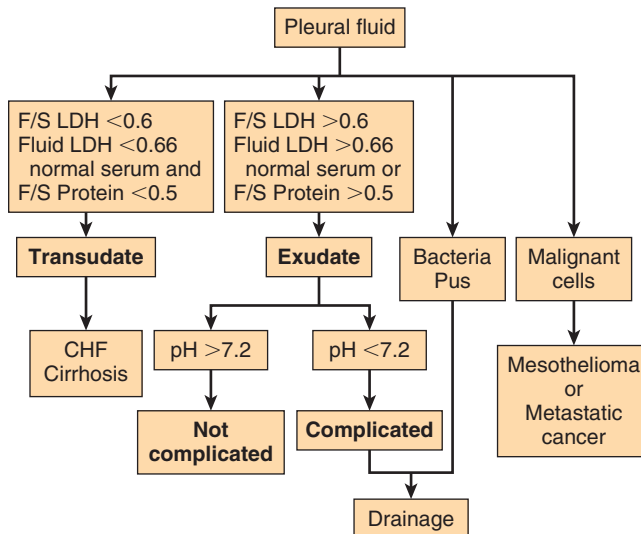 Pleural fluid
F/S LDH <0.6
Fluid LDH <0.66
normal serum and
F/S Protein <0.5
F/S LDH >0.6
Fluid LDH >0.66
normal serum or
F/S Protein >0.5
Transudate
Exudate
Bacteria
Pus
Malignant
cells
CHF
Cirrhosis
pH >7.2
pH <7.2
Mesothelioma
or
Metastatic
cancer
Not
complicated
Complicated
Drainage